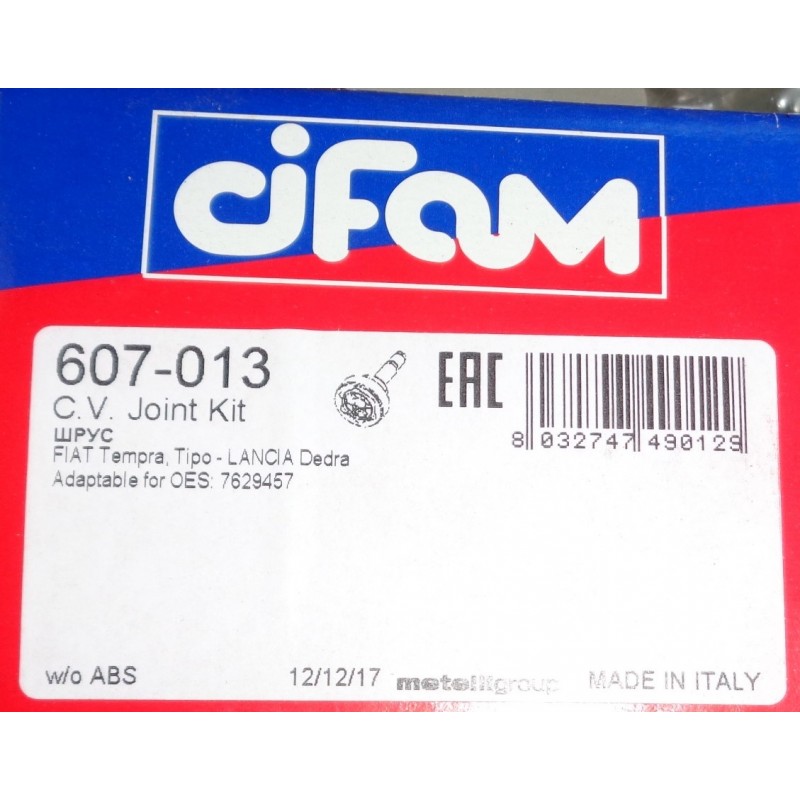 cifam
607-013
C.V. Joint Kit
ШРУС
FIAT Tempra, Tipo - LANCIA Dedra
Adaptable for OES: 7629457
EAC
8 032747 490129
w/o ABS
12/12/17
metelligroup
MADE IN ITALY